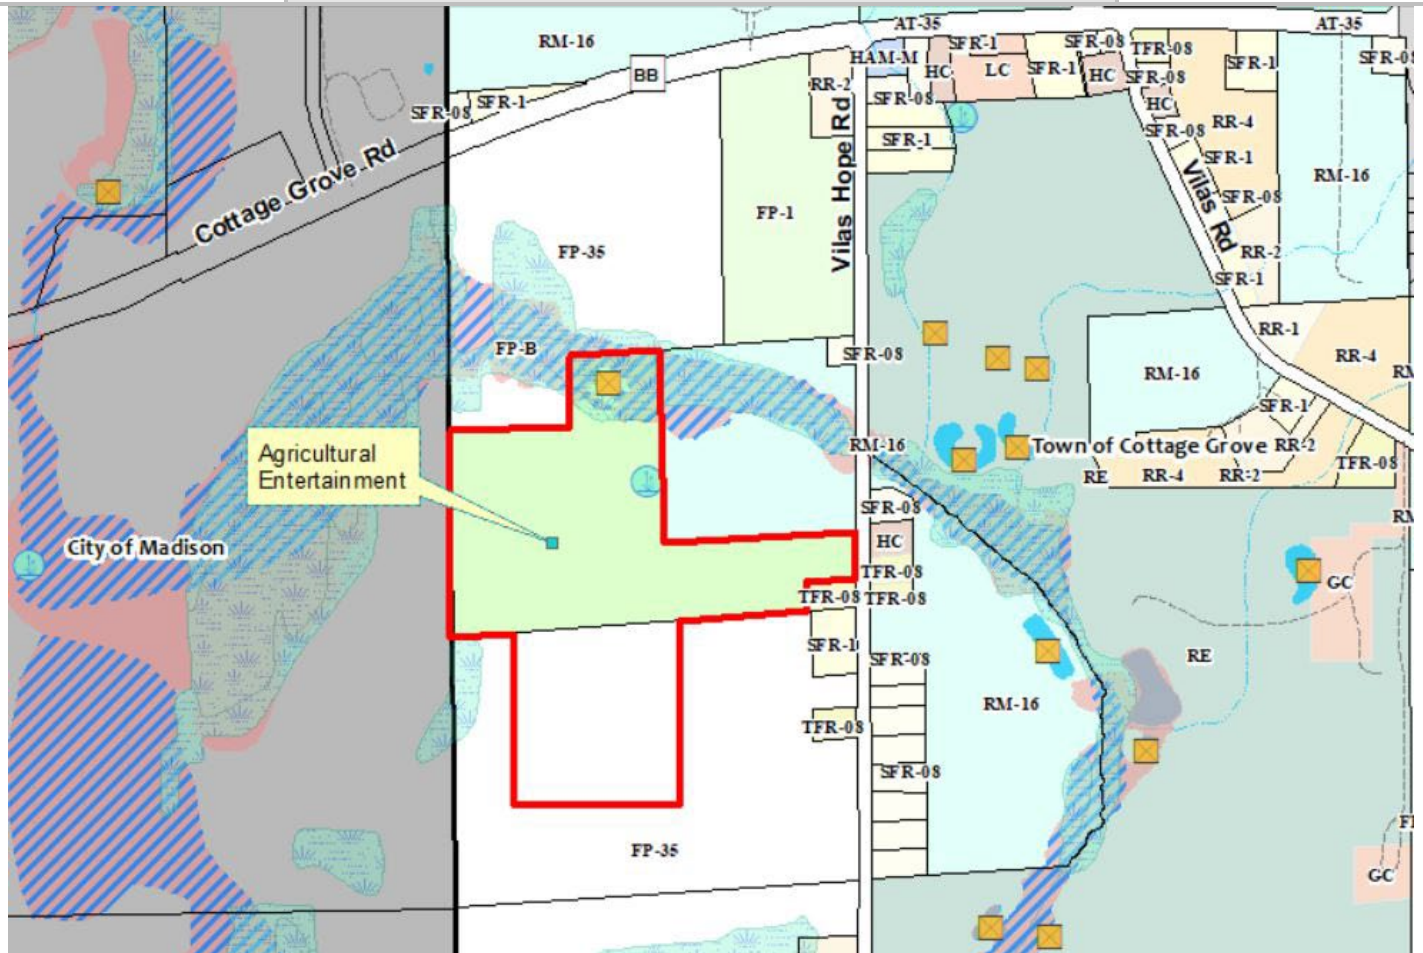 AT-35
AT-35
RM-16
SFR-1
SFR-08
TFR-08
HAM-M
HC
LC
SFR-1
HC
SFR-08
SFR-1
SFR-08
BB
RR-2
SFR-08
HC
SFR-1
SFR-08
SFR-08
RR-4
SFR-1
Cottage Grove Rd
Vilas Hope Rd
SFR-1
Vilas Rd
RM-16
SFR-08
FP-1
FP-35
RR-2
SFR-1
RR-1
FP-B
SFR-08
RR-4
RM-16
SFR-1
Agricultural
Entertainment
RM-16
Town of Cottage Grove
RR-2
TFR-08
RE
RR-4
RR-2
SFR-08
City of Madison
HC
TFR-08
GC
TFR-08
TFR-08
SFR-1
SFR-08
RE
RM-16
TFR-08
SFR-08
FP-35
GC